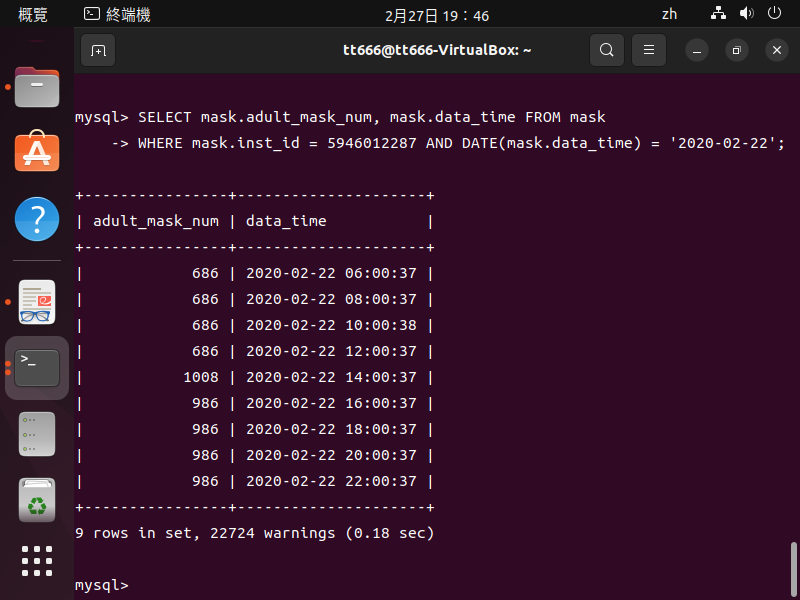 概覽 終端機 2月27日 19：46 zh
tt666@tt666-VirtualBox: ~
mysql> SELECT mask.adult_mask_num, mask.data_time FROM mask
    -> WHERE mask.inst_id = 5946012287 AND DATE(mask.data_time) = '2020-02-22';
+----------------+---------------------+
| adult_mask_num | data_time           |
+----------------+---------------------+
|            686 | 2020-02-22 06:00:37 |
|            686 | 2020-02-22 08:00:37 |
|            686 | 2020-02-22 10:00:38 |
|            686 | 2020-02-22 12:00:37 |
|           1008 | 2020-02-22 14:00:37 |
|            986 | 2020-02-22 16:00:37 |
|            986 | 2020-02-22 18:00:37 |
|            986 | 2020-02-22 20:00:37 |
|            986 | 2020-02-22 22:00:37 |
+----------------+---------------------+
9 rows in set, 22724 warnings (0.18 sec)
mysql>